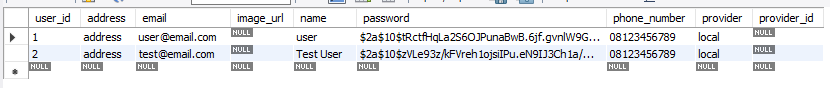 user_id address email image_url name password phone_number provider provider_id
1 address user@email.com NULL user $2a$10$tRctfHqLa2S6OJPunaBwB.6jf.gvnlW9G... 08123456789 local NULL
2 address test@email.com NULL Test User $2a$10$zVLe93z/kFVreh1ojsiIPu.eN9IJ3Ch1a/... 08123456789 local NULL
NULL NULL NULL NULL NULL NULL NULL NULL NULL